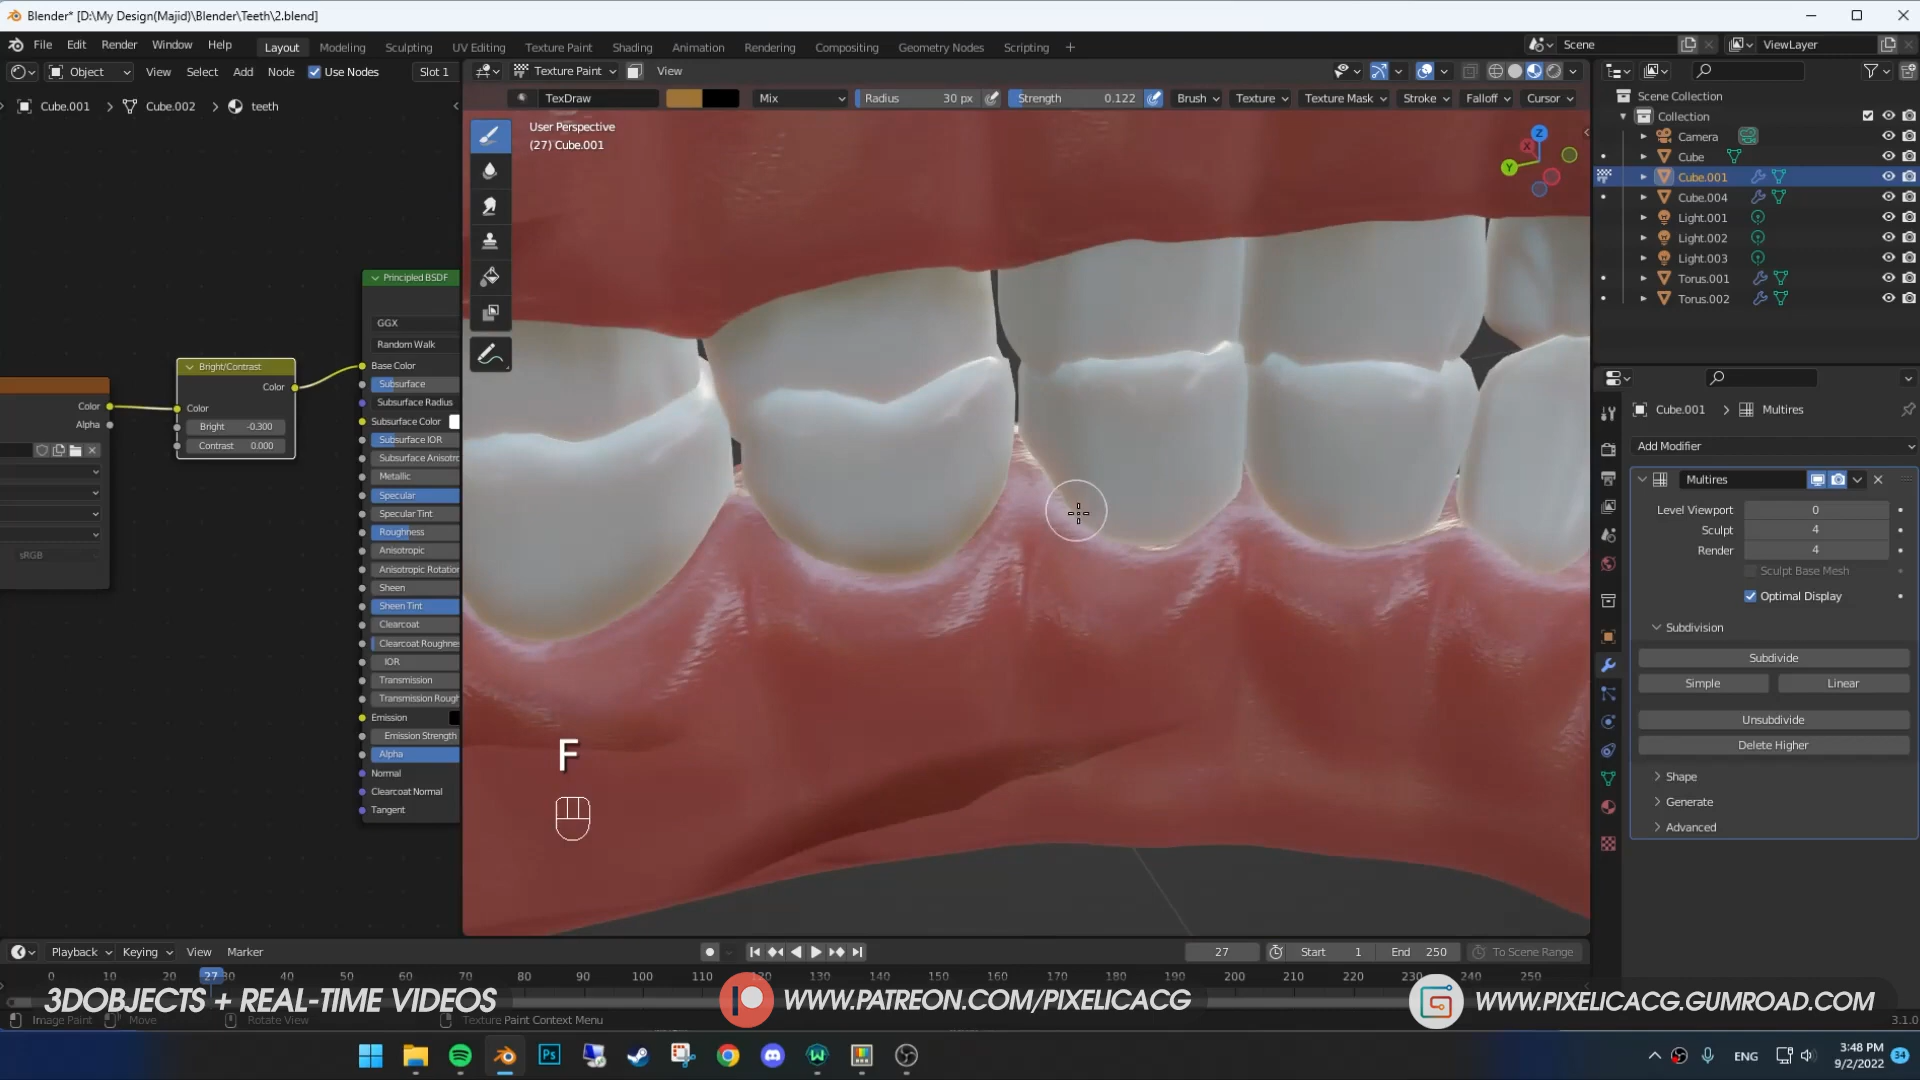 Blender* [D:\My Design(Majid)\Blender\Teeth\2.blend]
File Edit Render Window Help Layout Modeling Sculpting UV Editing Texture Paint Shading Animation Rendering Compositing Geometry Nodes Scripting + Scene ViewLayer
Object View Select Add Node Use Nodes Slot 1 Texture Paint View
Cube.001 > Cube.002 > teeth
TexDraw Mix Radius 30 px Strength 0.122 Brush Texture Texture Mask Stroke Falloff Cursor
User Perspective
(27) Cube.001
Z
X
Y
Scene Collection
Collection
Camera
Cube
Cube.001
Cube.004
Light.001
Light.002
Light.003
Torus.001
Torus.002
Principled BSDF
GGX
Random Walk
Base Color
Subsurface
Subsurface Radius
Subsurface Color
Subsurface IOR
Subsurface Anisotro
Metallic
Specular
Specular Tint
Roughness
Anisotropic
Anisotropic Rotation
Sheen
Sheen Tint
Clearcoat
Clearcoat Roughnes
IOR
Transmission
Transmission Rough
Emission
Emission Strength
Alpha
Normal
Clearcoat Normal
Tangent
Bright/Contrast
Color
Color
Bright -0.300
Contrast 0.000
Color
Alpha
sRGB
Cube.001 > Multires
Add Modifier
Multires
Level Viewport 0
Sculpt 4
Render 4
Sculpt Base Mesh
Optimal Display
Subdivision
Subdivide
Simple Linear
Unsubdivide
Delete Higher
Shape
Generate
Advanced
F
Playback Keying View Marker 27 Start 1 End 250 To Scene Range
0 10 20 27 30 40 50 60 70 80 90 100 110 120 130 140 150 160 170 180 190 200 210 220 230 240 250
3DOBJECTS + REAL-TIME VIDEOS WWW.PATREON.COM/PIXELICACG WWW.PIXELICACG.GUMROAD.COM
Image Paint Move Rotate View Texture Paint Context Menu 3.1.0
Ps ENG 3:48 PM
9/2/2022 34